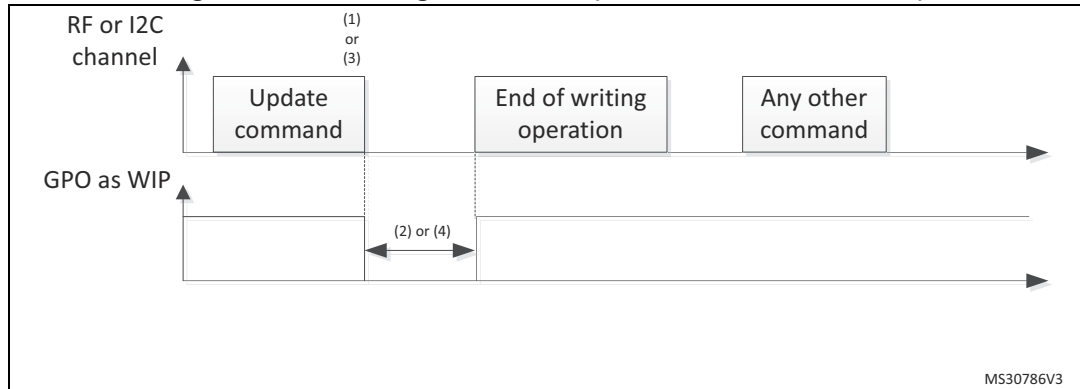 RF or I2C
channel
(1)
or
(3)
Update
command
End of writing
operation
Any other
command
GPO as WIP
(2) or (4)
MS30786V3